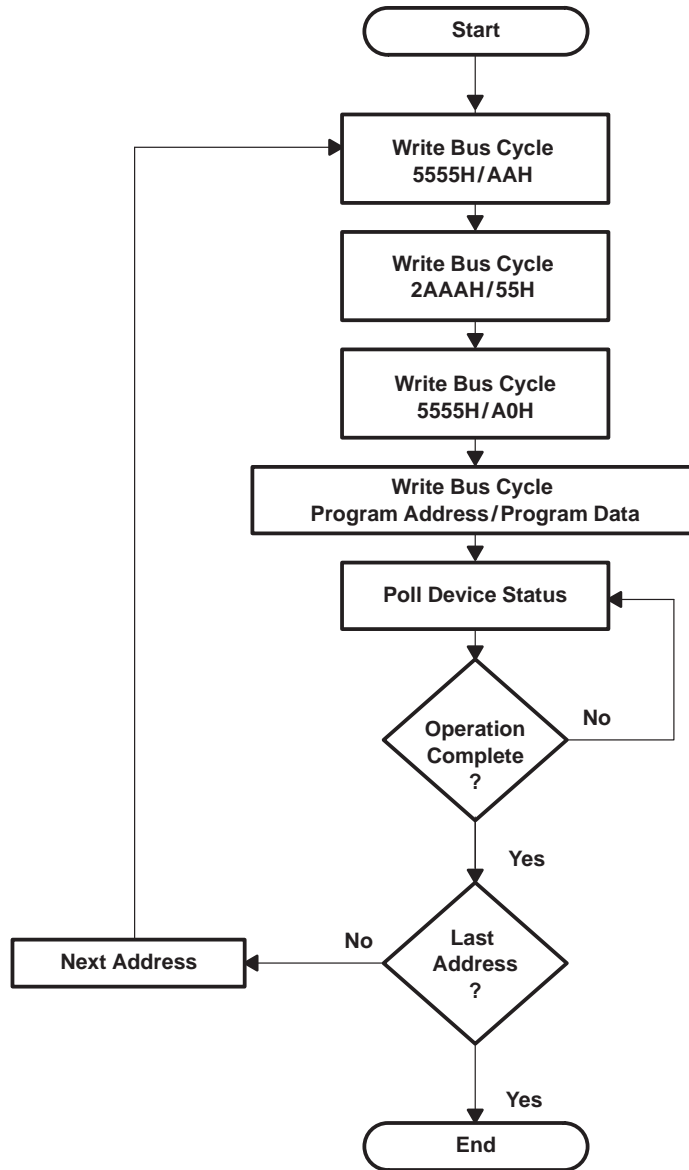 Start
Write Bus Cycle
5555H/AAH
Write Bus Cycle
2AAAH/55H
Write Bus Cycle
5555H/A0H
Write Bus Cycle
Program Address/Program Data
Poll Device Status
Operation
Complete
?
No
Yes
Last
Address
?
No
Next Address
Yes
End